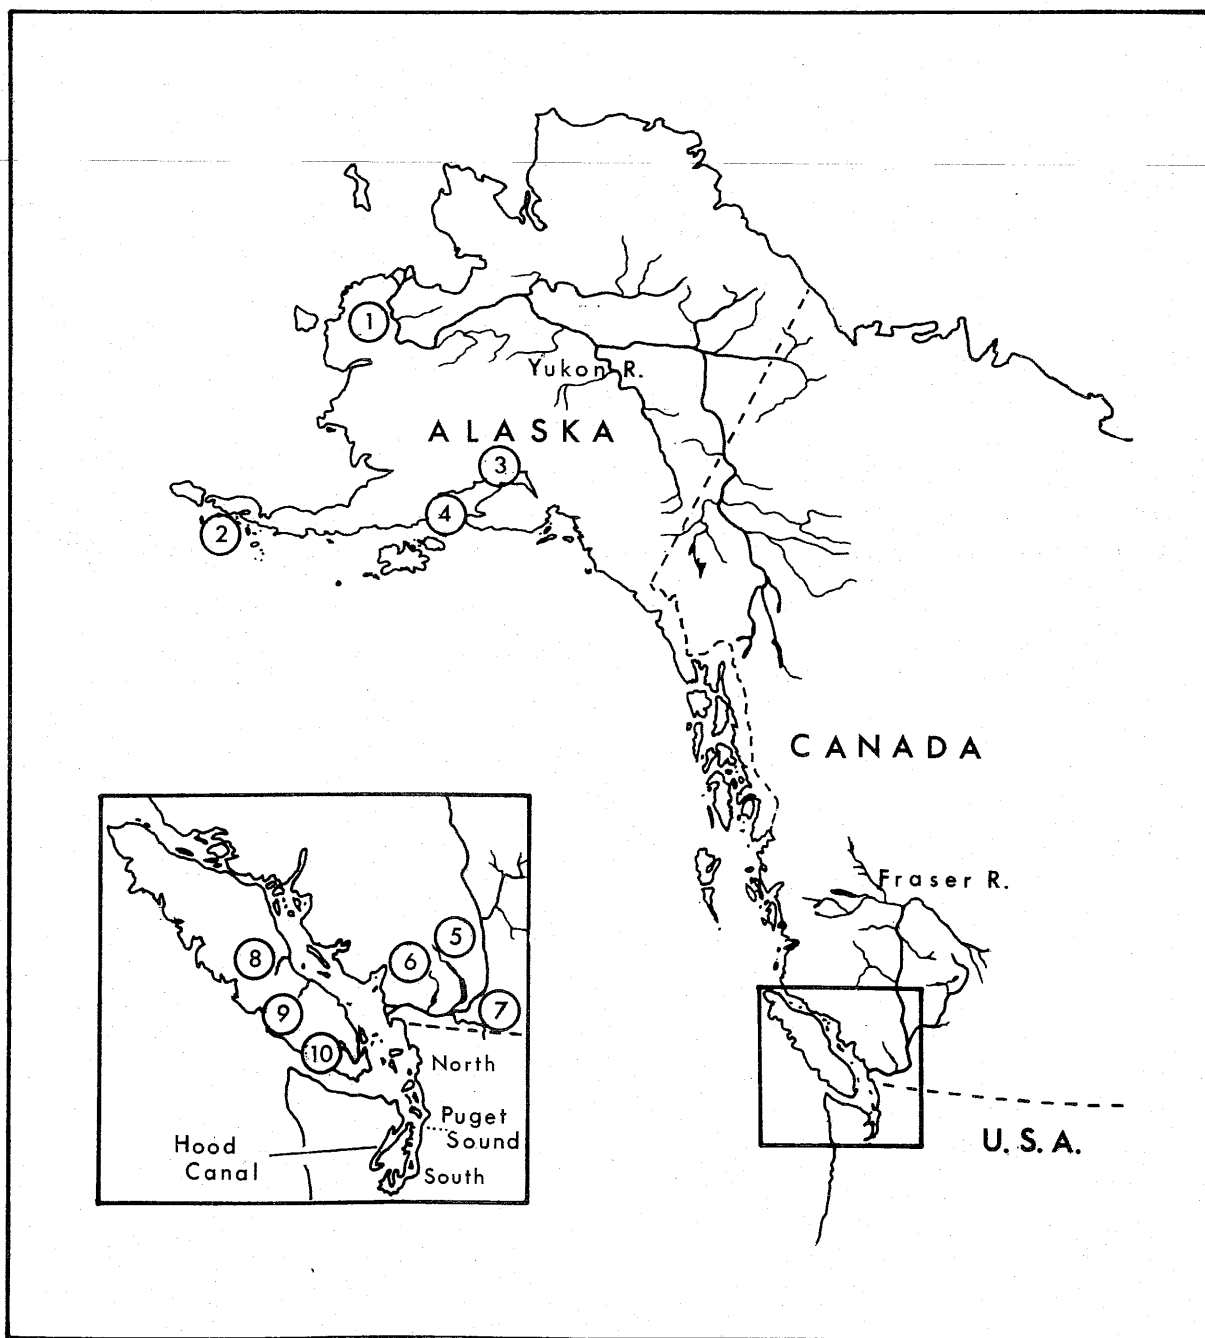 1
Yukon R.
ALASKA
3
4
2
CANADA
Fraser R.
5
6
8
7
9
10
North
Puget
Sound
Hood
Canal
South
U.S.A.